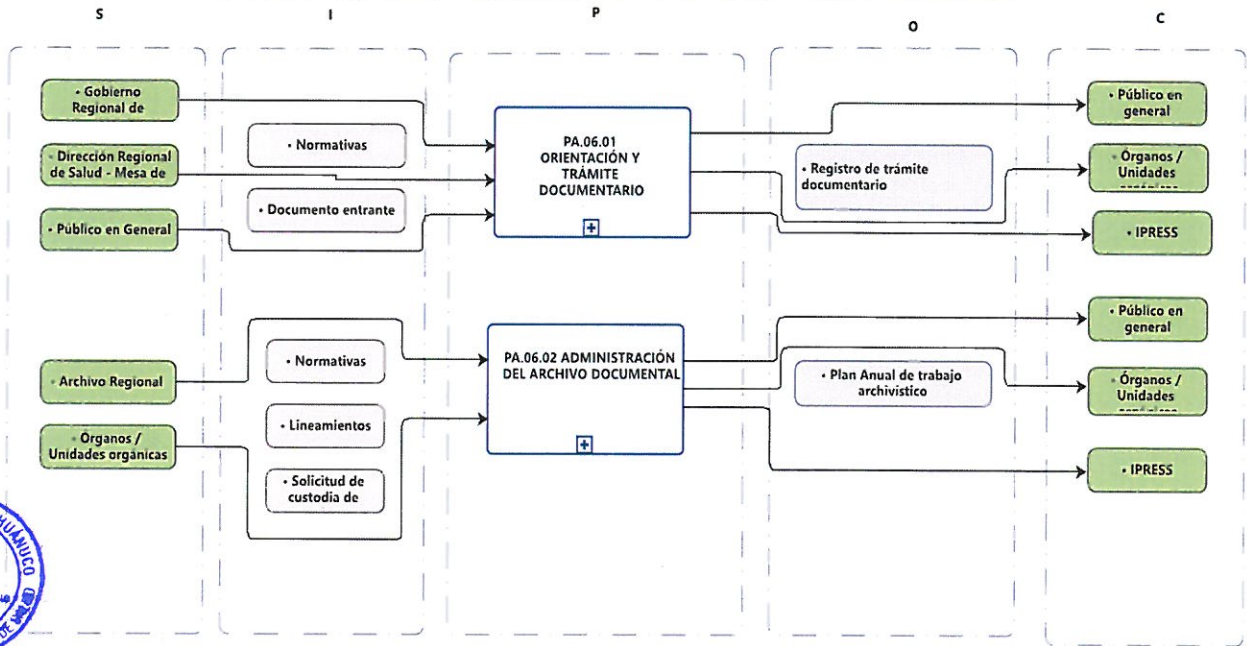 S
I
P
O
C
• Gobierno
Regional de
• Dirección Regional
de Salud - Mesa de
• Público en General
• Normativas
• Documento entrante
PA.06.01
ORIENTACIÓN Y
TRÁMITE
DOCUMENTARIO
• Registro de trámite
documentario
• Público en
general
• Órganos /
Unidades
• IPRESS
• Archivo Regional
• Órganos /
Unidades orgánicas
• Normativas
• Lineamientos
• Solicitud de
custodia de
PA.06.02 ADMINISTRACIÓN
DEL ARCHIVO DOCUMENTAL
• Plan Anual de trabajo
archivístico
• Público en
general
• Órganos /
Unidades
• IPRESS
HUÁNUCO